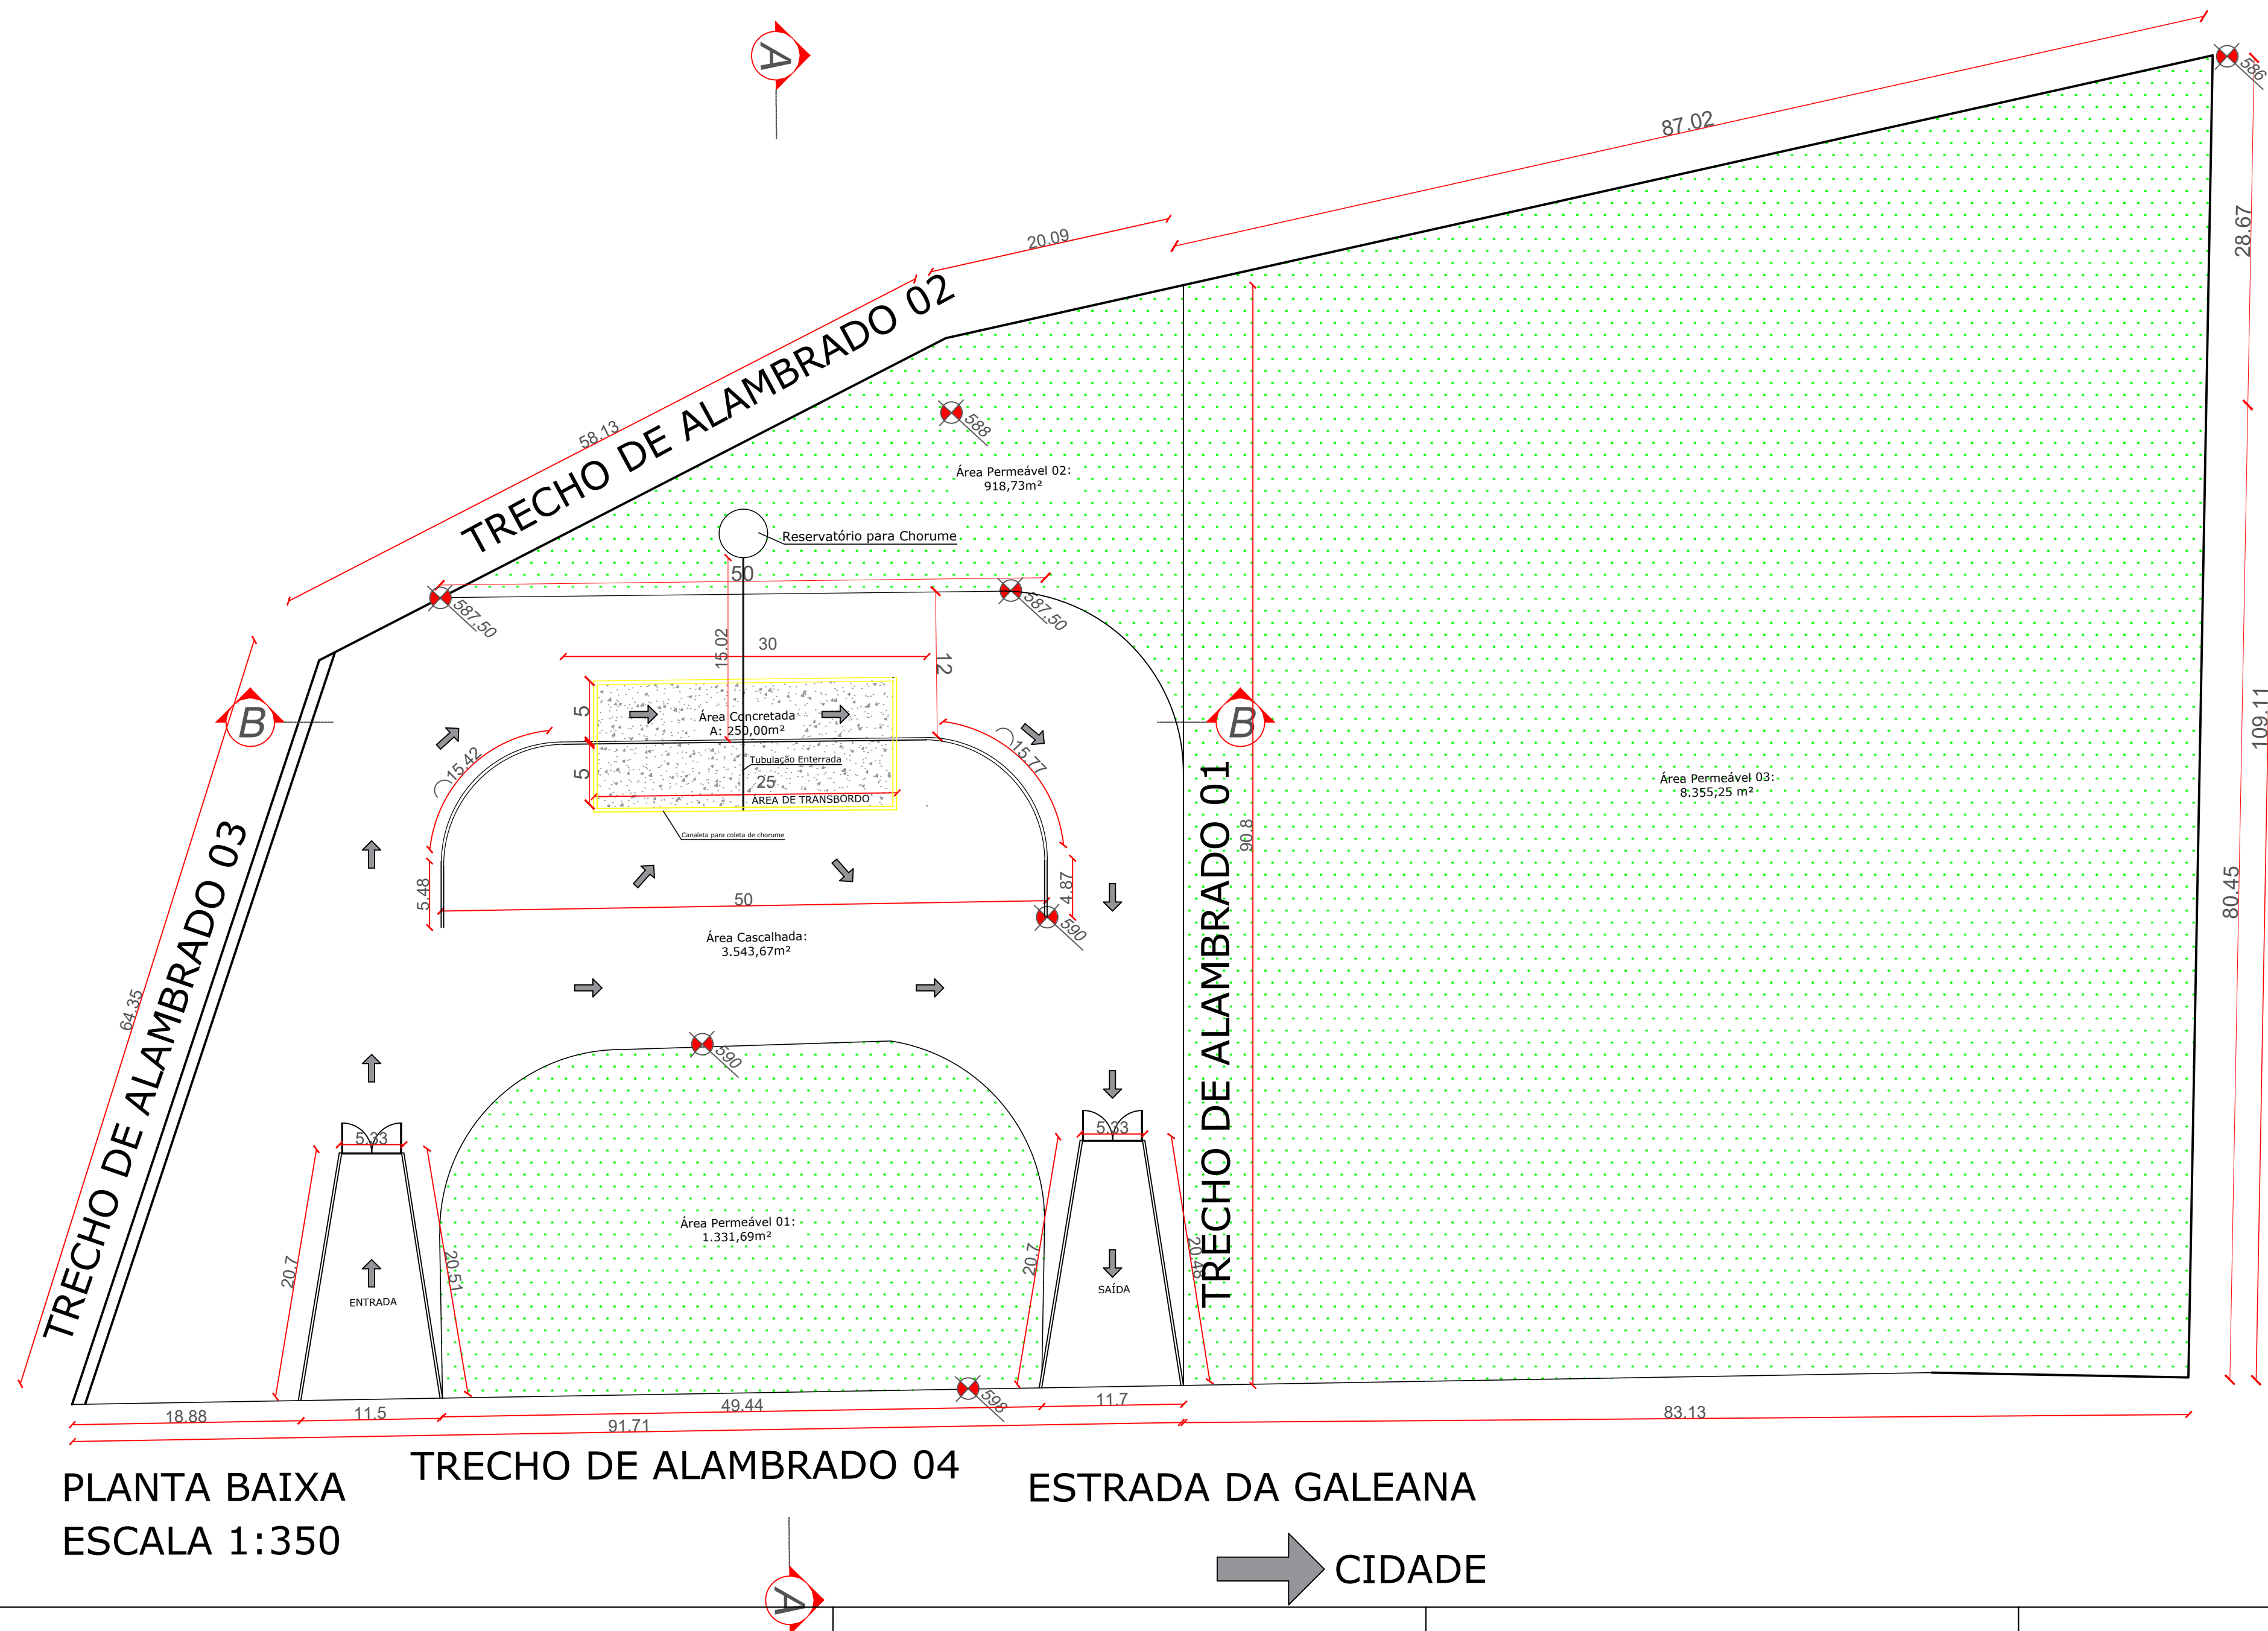 A
586
87.02
28.67
20.09
TRECHO DE ALAMBRADO 02
58.13
588
Área Permeável 02:
918,73m²
Reservatório para Chorume
50
587,50
587,50
15.02
30
12
B
B
5
Área Concretada
A: 250,00m²
15.42
15.77
5
Tubulação Enterrada
25
ÁREA DE TRANSBORDO
Canaleta para coleta de chorume
109.11
Área Permeável 03:
8.355,25 m²
TRECHO DE ALAMBRADO 01
90.8
TRECHO DE ALAMBRADO 03
64.35
5.48
50
4.87
80.45
590
Área Cascalhada:
3.543,67m²
590
5.33
5.33
20.7
20.51
Área Permeável 01:
1.331,69m²
20.7
20.48
ENTRADA
SAÍDA
598
18.88
11.5
49.44
11.7
83.13
91.71
TRECHO DE ALAMBRADO 04
PLANTA BAIXA
ESCALA 1:350
ESTRADA DA GALEANA
CIDADE
A